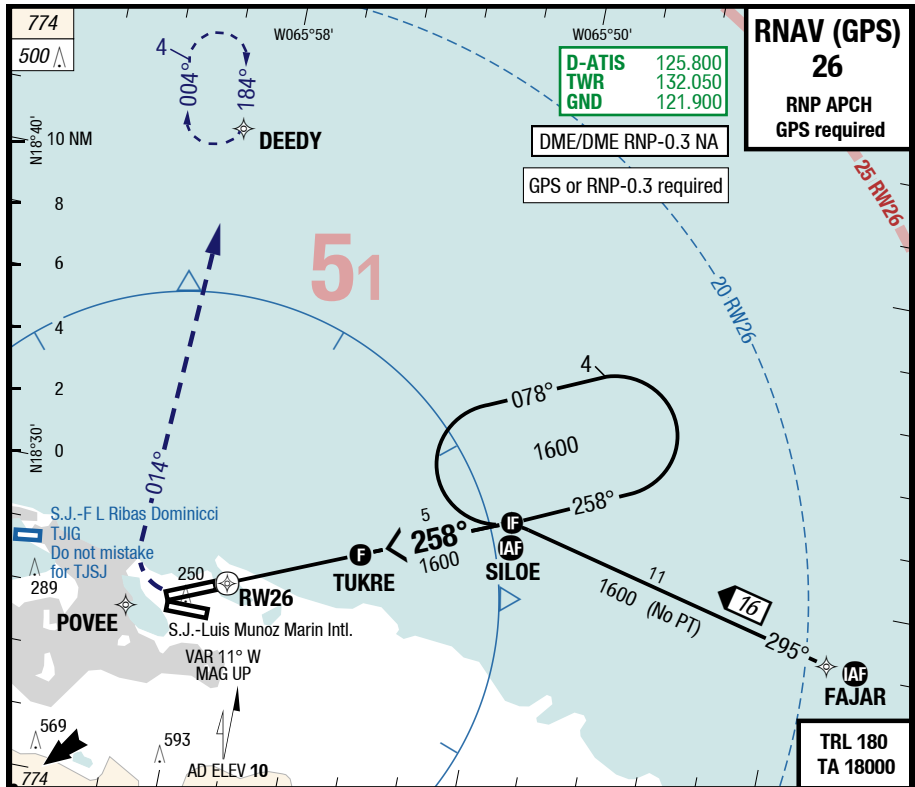 774
500
W065°58'
W065°50'
RNAV (GPS)
26
RNP APCH
GPS required
D-ATIS 125.800
TWR 132.050
GND 121.900
DME/DME RNP-0.3 NA
GPS or RNP-0.3 required
4
004°
184°
DEEDY
N18°40'
10 NM
8
6
4
2
0
N18°30'
51
25 RW26
20 RW26
4
078°
1600
258°
014°
S.J.-F L Ribas Dominicci
TJIG
Do not mistake
for TJSJ
289
250
5
258°
1600
IF
IAF
SILOE
F
TUKRE
RW26
POVEE
S.J.-Luis Munoz Marin Intl.
11
1600 (No PT)
16
295°
IAF
FAJAR
VAR 11° W
MAG UP
569
593
774
AD ELEV 10
TRL 180
TA 18000